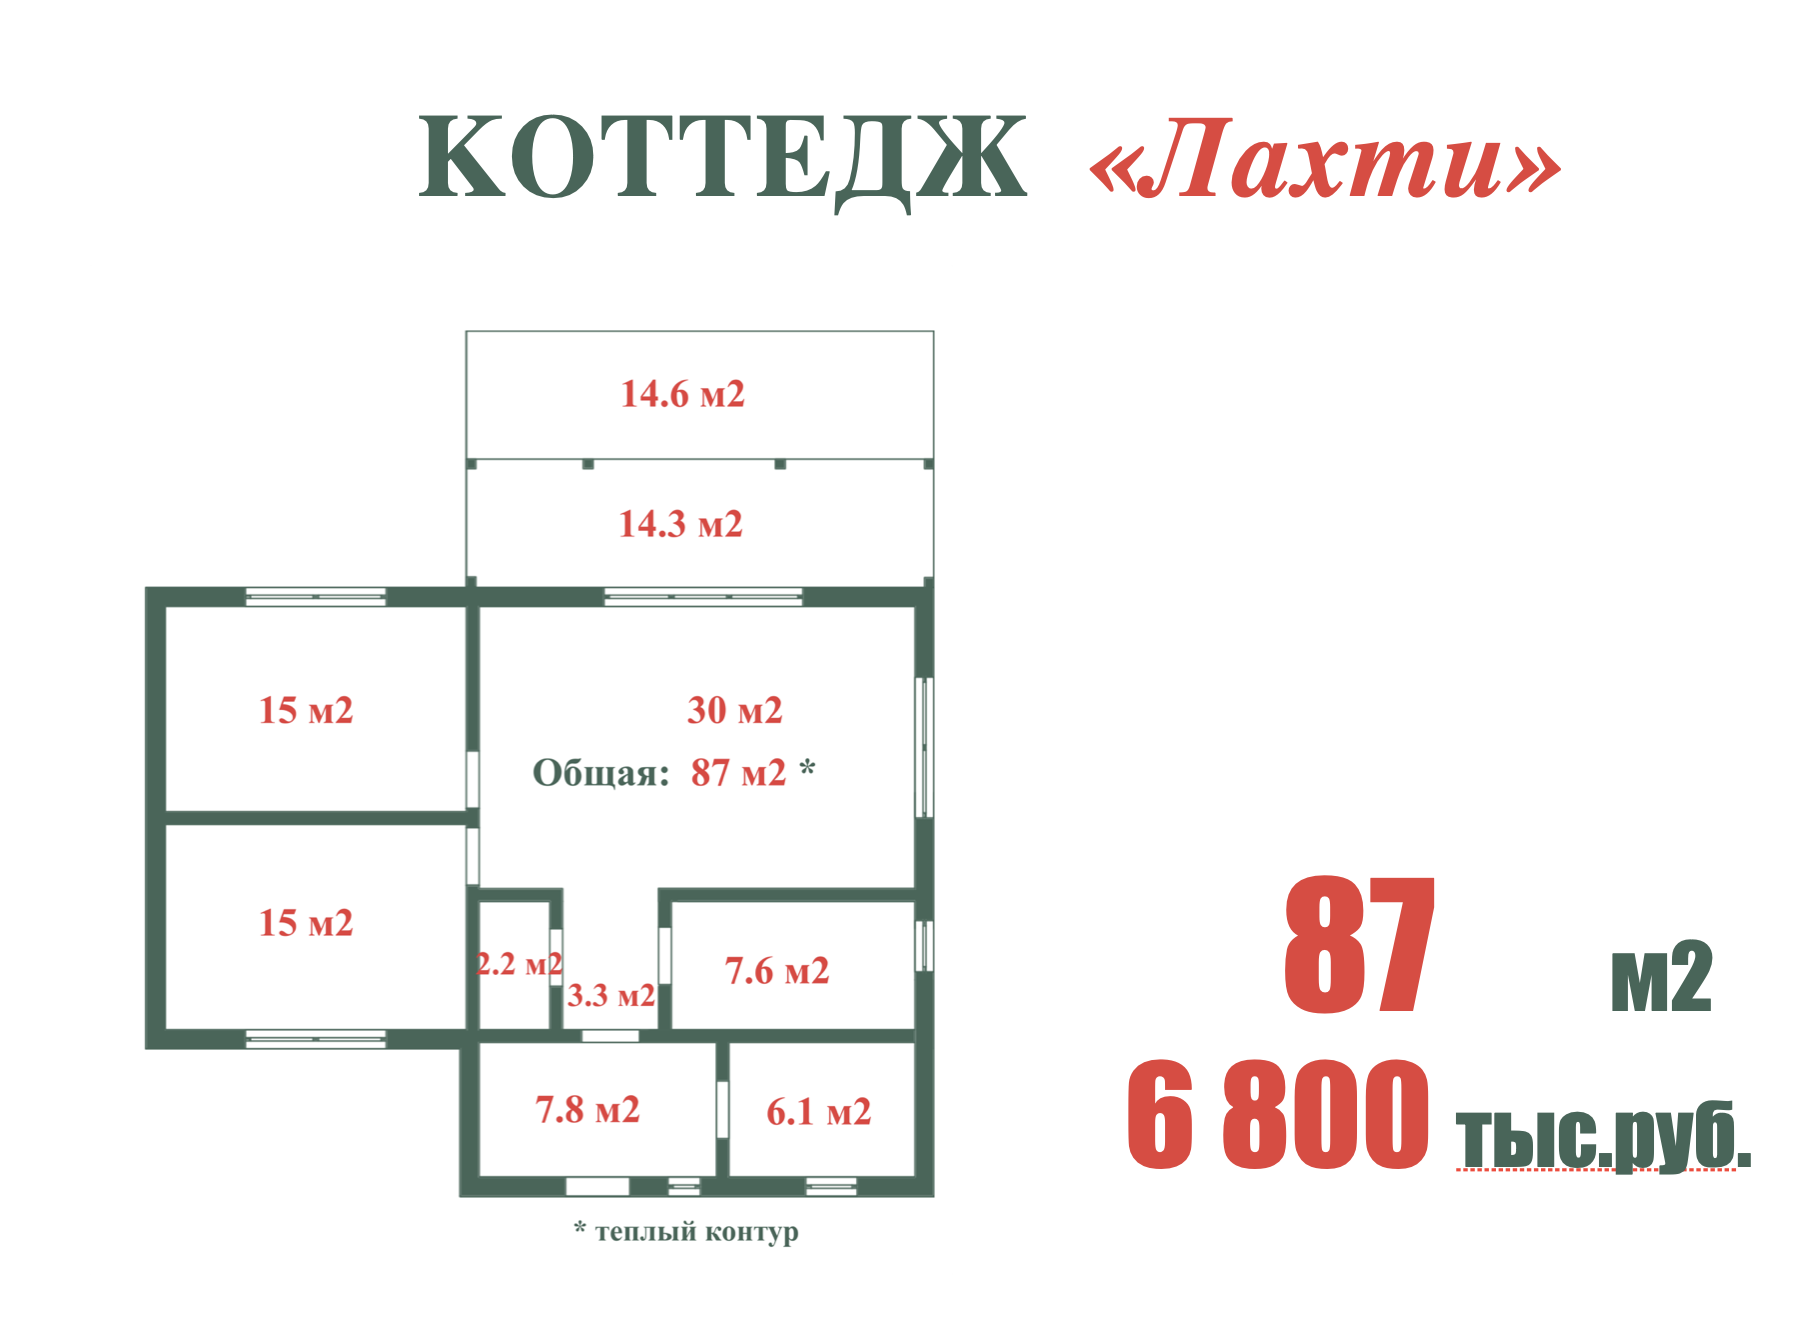 КОТТЕДЖ «Лахти»
14.6 м2
14.3 м2
15 м2
30 м2
Общая: 87 м2 *
15 м2
2.2 м2
3.3 м2
7.6 м2
7.8 м2
6.1 м2
* теплый контур
87 м2
6 800 тыс.руб.